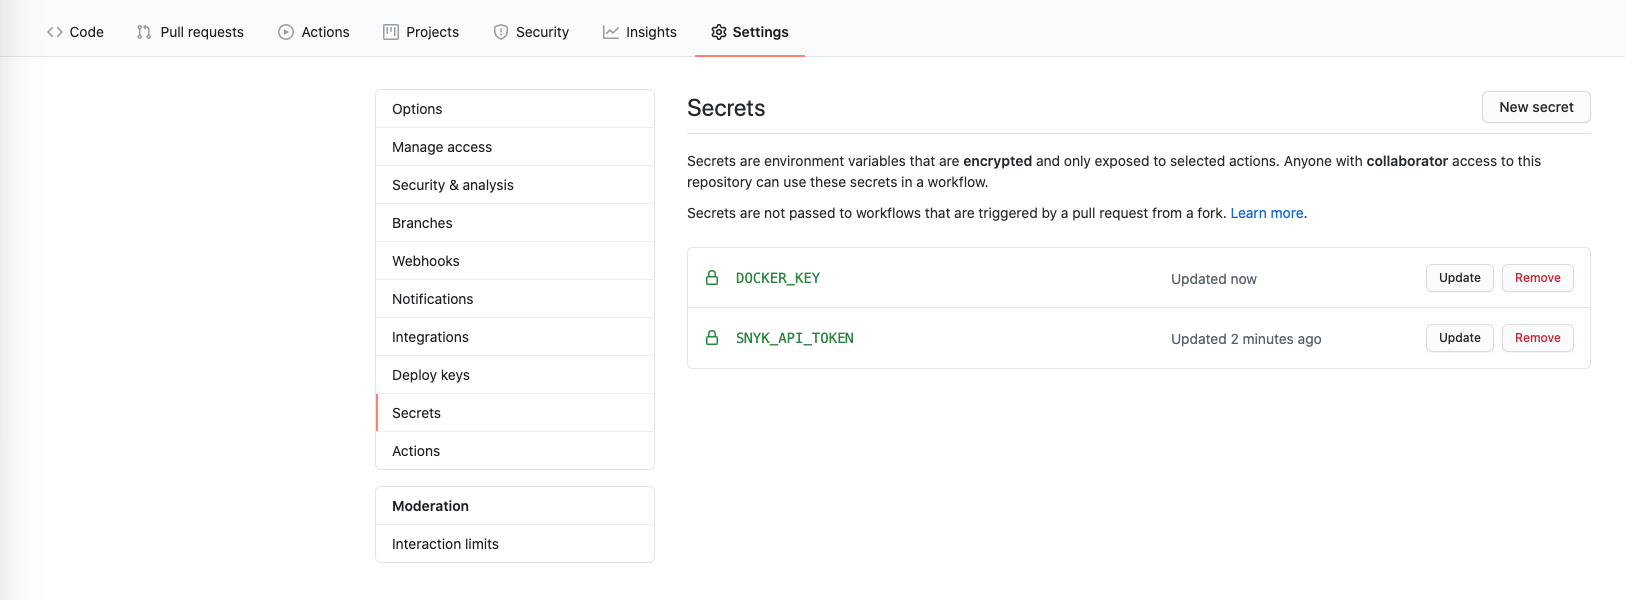 Code Pull requests Actions Projects Security Insights Settings
Options
Manage access
Security & analysis
Branches
Webhooks
Notifications
Integrations
Deploy keys
Secrets
Actions
Moderation
Interaction limits
Secrets New secret
Secrets are environment variables that are encrypted and only exposed to selected actions. Anyone with collaborator access to this
repository can use these secrets in a workflow.
Secrets are not passed to workflows that are triggered by a pull request from a fork. Learn more.
DOCKER_KEY Updated now Update Remove
SNYK_API_TOKEN Updated 2 minutes ago Update Remove